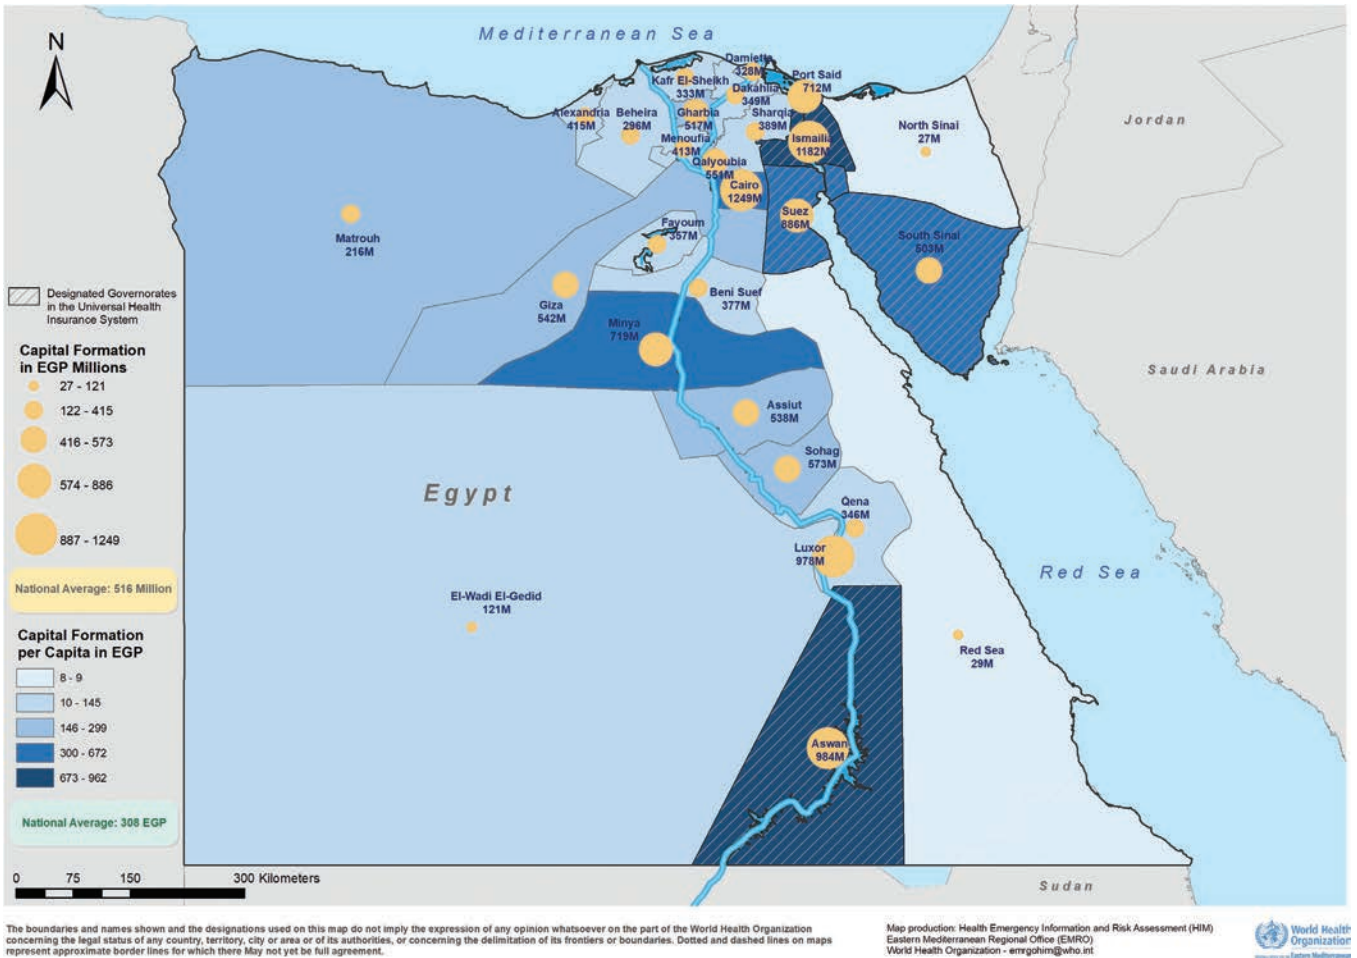 N
Mediterranean Sea
Damietta
328M
Port Said
712M
Kafr El-Sheikh
333M
Dakahlia
349M
Alexandria
415M
Beheira
296M
Gharbia
517M
Sharqia
389M
Menoufia
413M
Ismailia
1182M
North Sinai
27M
Jordan
Qalyoubia
551M
Cairo
1249M
Suez
886M
Matrouh
216M
Fayoum
357M
South Sinai
503M
Giza
542M
Beni Suef
377M
Minya
719M
Saudi Arabia
Assiut
538M
Sohag
573M
Egypt
Qena
346M
Luxor
978M
Red Sea
El-Wadi El-Gedid
121M
Red Sea
29M
Aswan
984M
Sudan
Designated Governorates
in the Universal Health
Insurance System
Capital Formation
in EGP Millions
27 - 121
122 - 415
416 - 573
574 - 886
887 - 1249
National Average: 516 Million
Capital Formation
per Capita in EGP
8 - 9
10 - 145
146 - 299
300 - 672
673 - 962
National Average: 308 EGP
0 75 150 300 Kilometers
The boundaries and names shown and the designations used on this map do not imply the expression of any opinion whatsoever on the part of the World Health Organization
concerning the legal status of any country, territory, city or area or of its authorities, or concerning the delimitation of its frontiers or boundaries. Dotted and dashed lines on maps
represent approximate border lines for which there May not yet be full agreement.
Map production: Health Emergency Information and Risk Assessment (HIM)
Eastern Mediterranean Regional Office (EMRO)
World Health Organization - emrgohim@who.int
World Health
Organization
Eastern Mediterranean